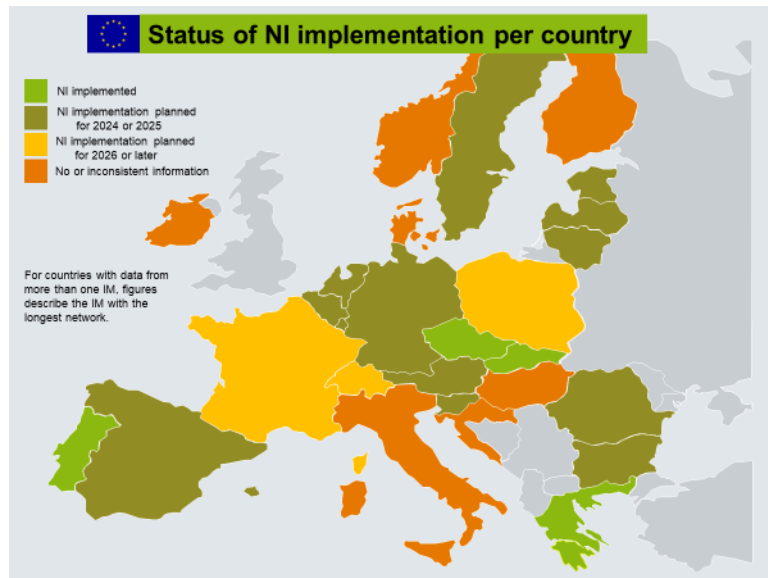 Status of NI implementation per country
NI implemented
NI implementation planned
for 2024 or 2025
NI implementation planned
for 2026 or later
No or inconsistent information
For countries with data from
more than one IM, figures
describe the IM with the
longest network.